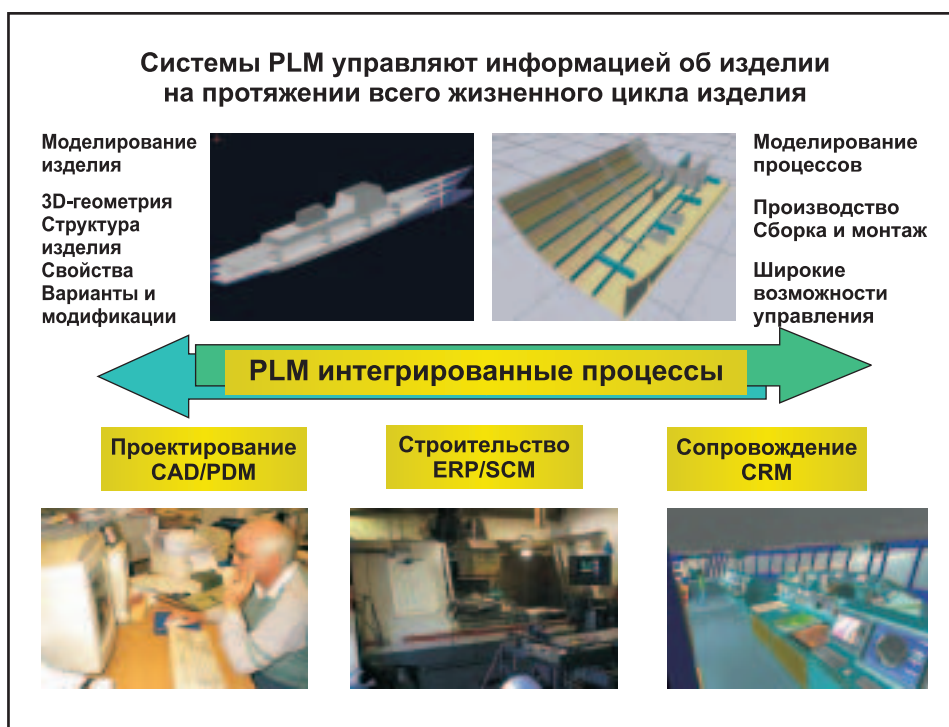 Системы PLM управляют информацией об изделии
на протяжении всего жизненного цикла изделия
Моделирование
изделия
3D-геометрия
Структура
изделия
Свойства
Варианты и
модификации
Моделирование
процессов
Производство
Сборка и монтаж
Широкие
возможности
управления
PLM интегрированные процессы
Проектирование
CAD/PDM
Строительство
ERP/SCM
Сопровождение
CRM